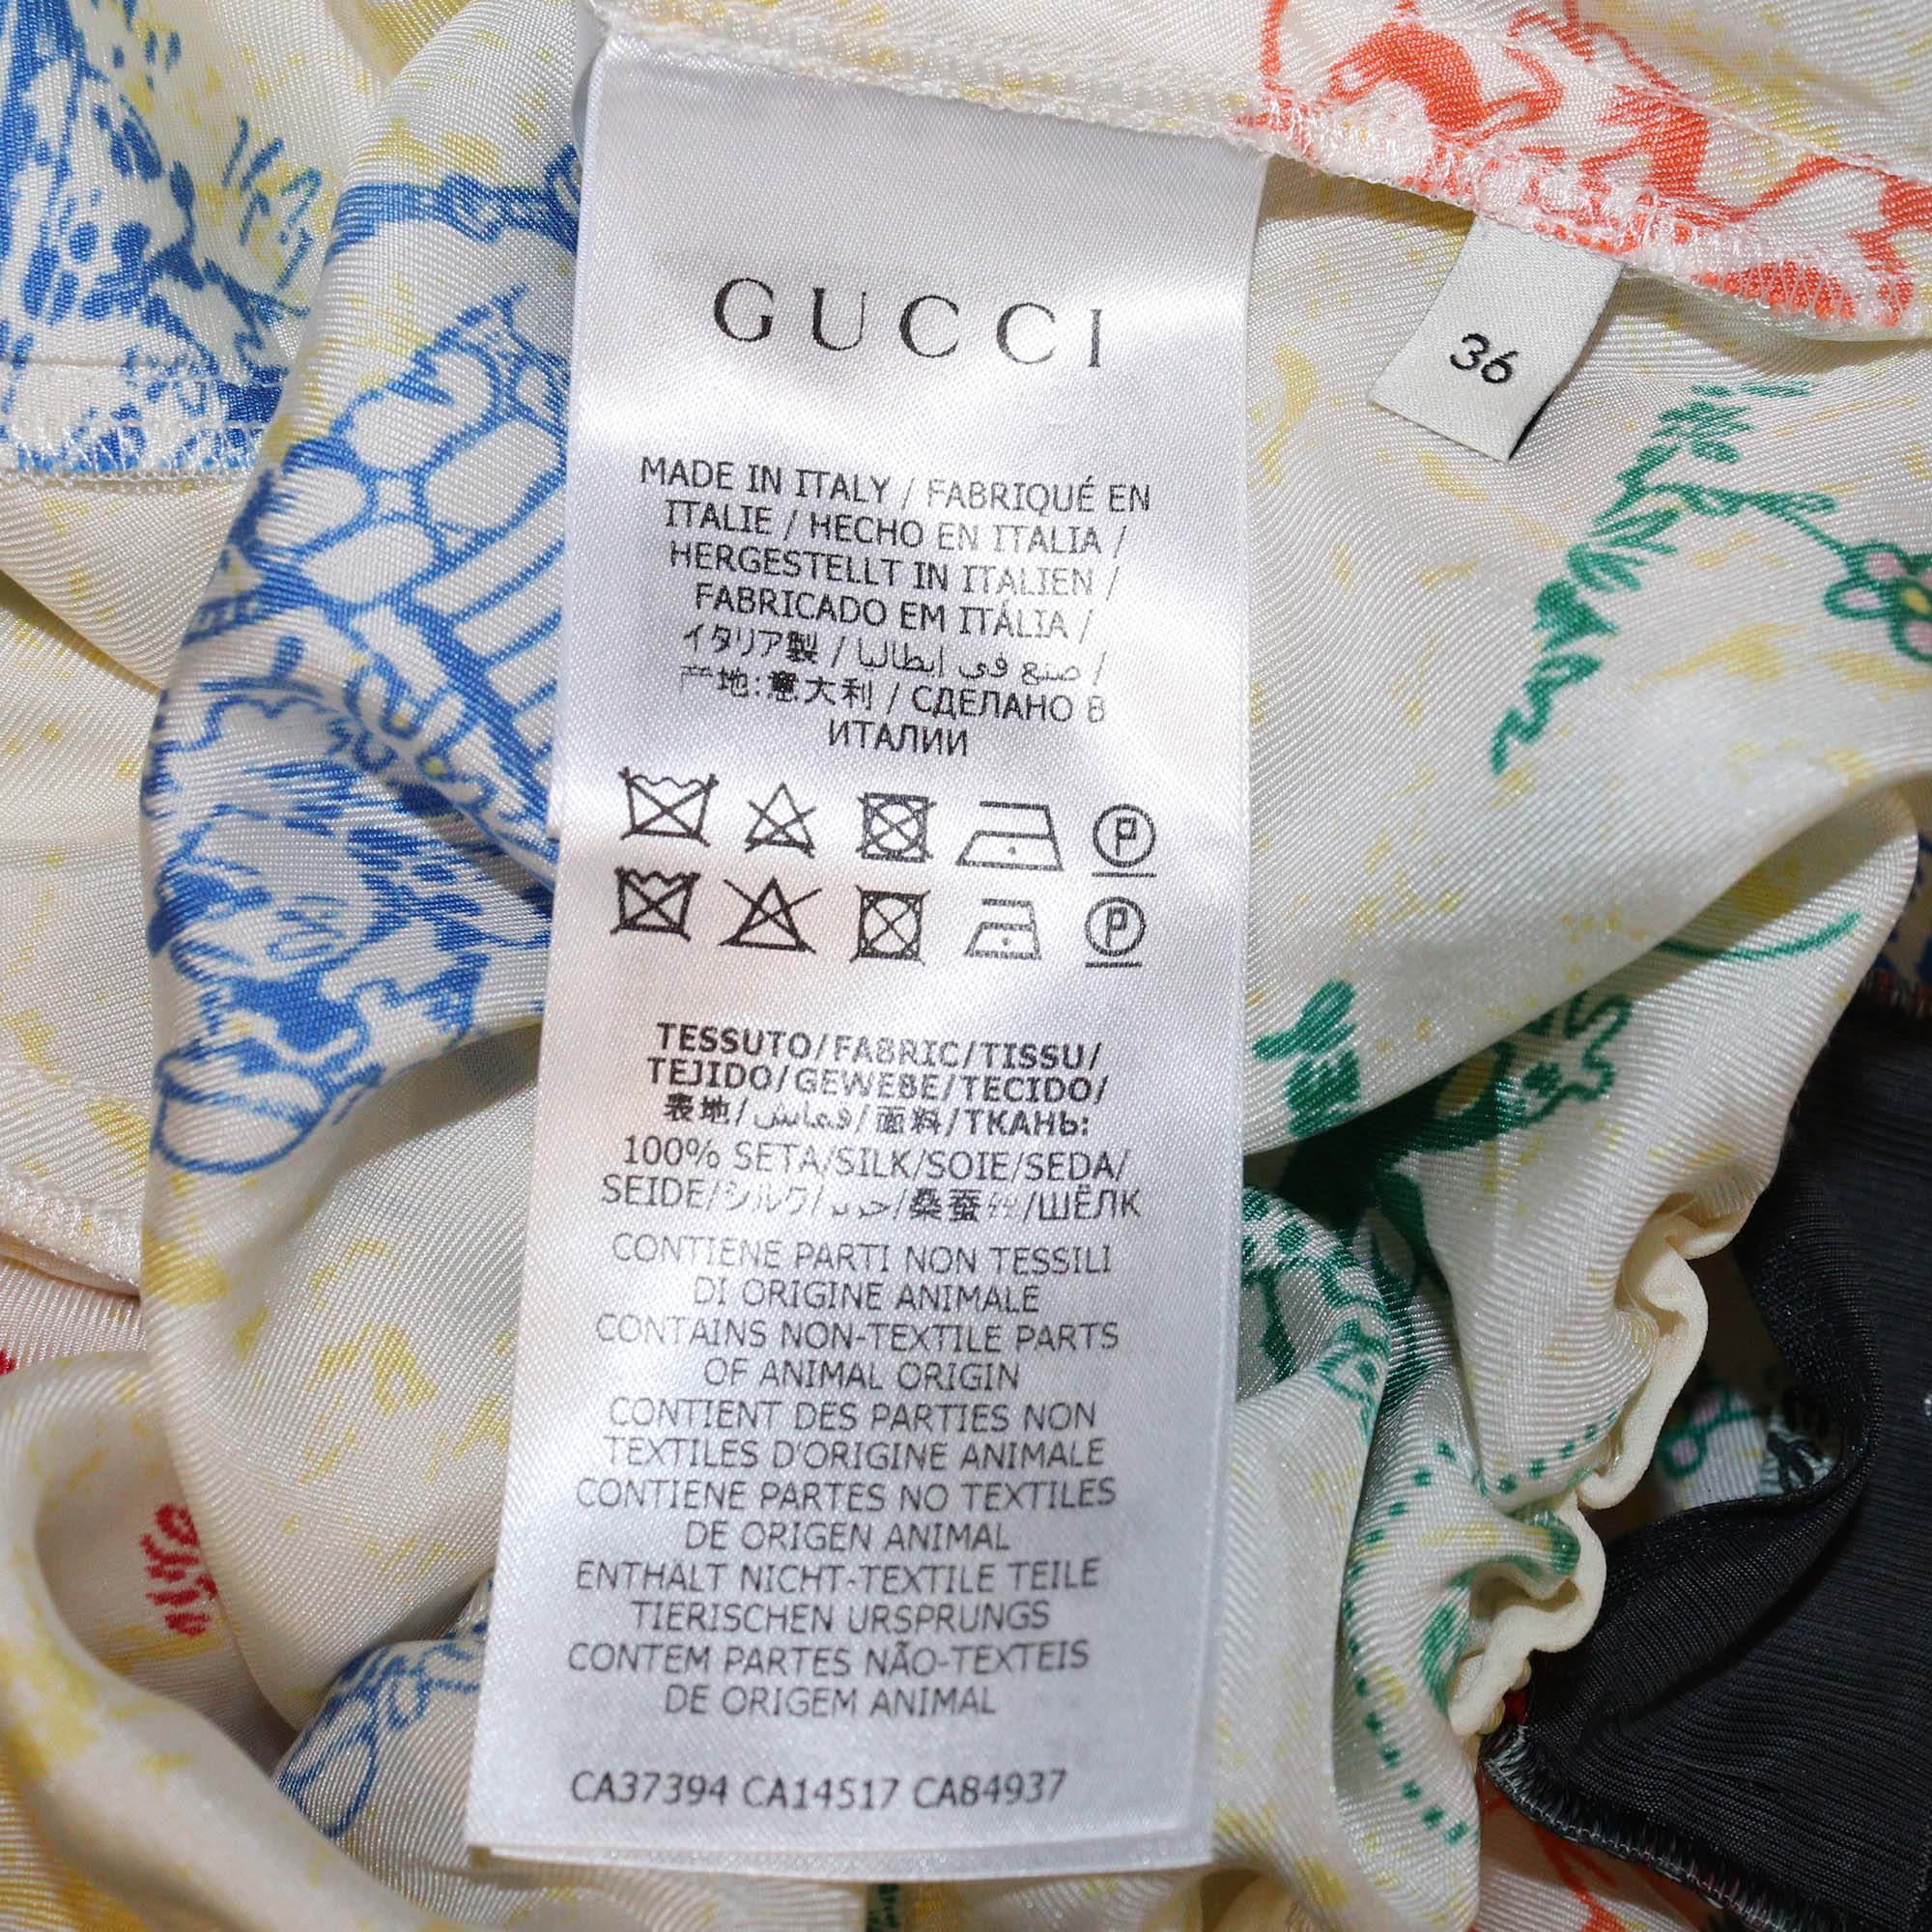 GUCCI
36
MADE IN ITALY / FABRIQUÉ EN
ITALIE / HECHO EN ITALIA /
HERGESTELLT IN ITALIEN /
FABRICADO EM ITÁLIA /
イタリア製 / صنع في إيطاليا /
产地:意大利 / СДЕЛАНО В
ИТАЛИИ
P
P
TESSUTO/FABRIC/TISSU/
TEJIDO/GEWEBE/TECIDO/
表地/قماش/面料/ТКАНЬ:
100% SETA/SILK/SOIE/SEDA/
SEIDE/シルク/حرير/桑蚕丝/ШЁЛК
CONTIENE PARTI NON TESSILI
DI ORIGINE ANIMALE
CONTAINS NON-TEXTILE PARTS
OF ANIMAL ORIGIN
CONTIENT DES PARTIES NON
TEXTILES D'ORIGINE ANIMALE
CONTIENE PARTES NO TEXTILES
DE ORIGEN ANIMAL
ENTHÄLT NICHT-TEXTILE TEILE
TIERISCHEN URSPRUNGS
CONTEM PARTES NÃO-TEXTEIS
DE ORIGEM ANIMAL
CA37394 CA14517 CA84937